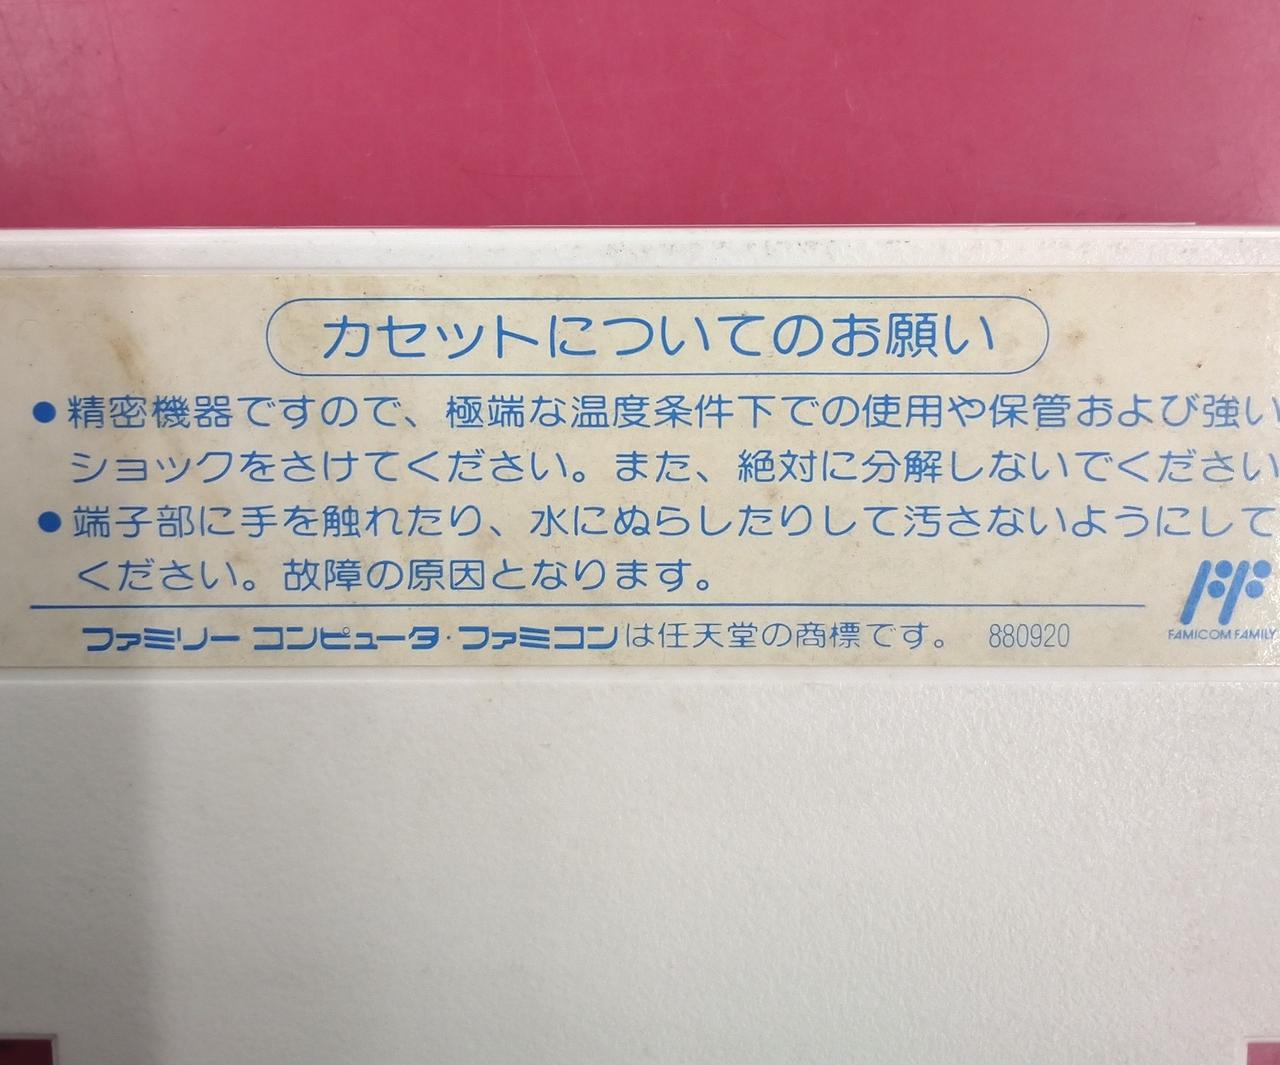 カセットについてのお願い
●精密機器ですので、極端な温度条件下での使用や保管および強い
ショックをさけてください。また、絶対に分解しないでください
●端子部に手を触れたり、水にぬらしたりして汚さないようにして
ください。故障の原因となります。
ファミリーコンピュータ・ファミコンは任天堂の商標です。 880920
FAMICOM FAMILY